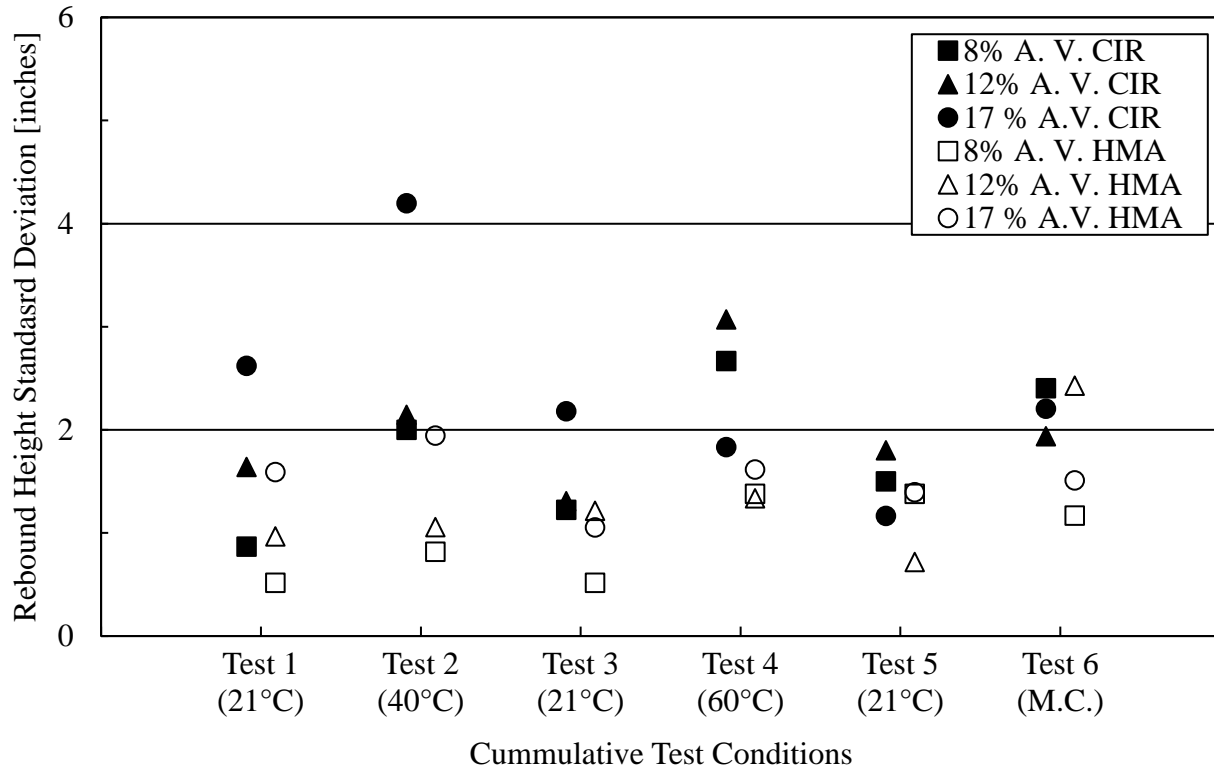 Rebound Height Standasrd Deviation [inches]
6
4
2
0
8% A. V. CIR
12% A. V. CIR
17 % A.V. CIR
8% A. V. HMA
12% A. V. HMA
17 % A.V. HMA
Test 1 Test 2 Test 3 Test 4 Test 5 Test 6
(21°C) (40°C) (21°C) (60°C) (21°C) (M.C.)
Cummulative Test Conditions